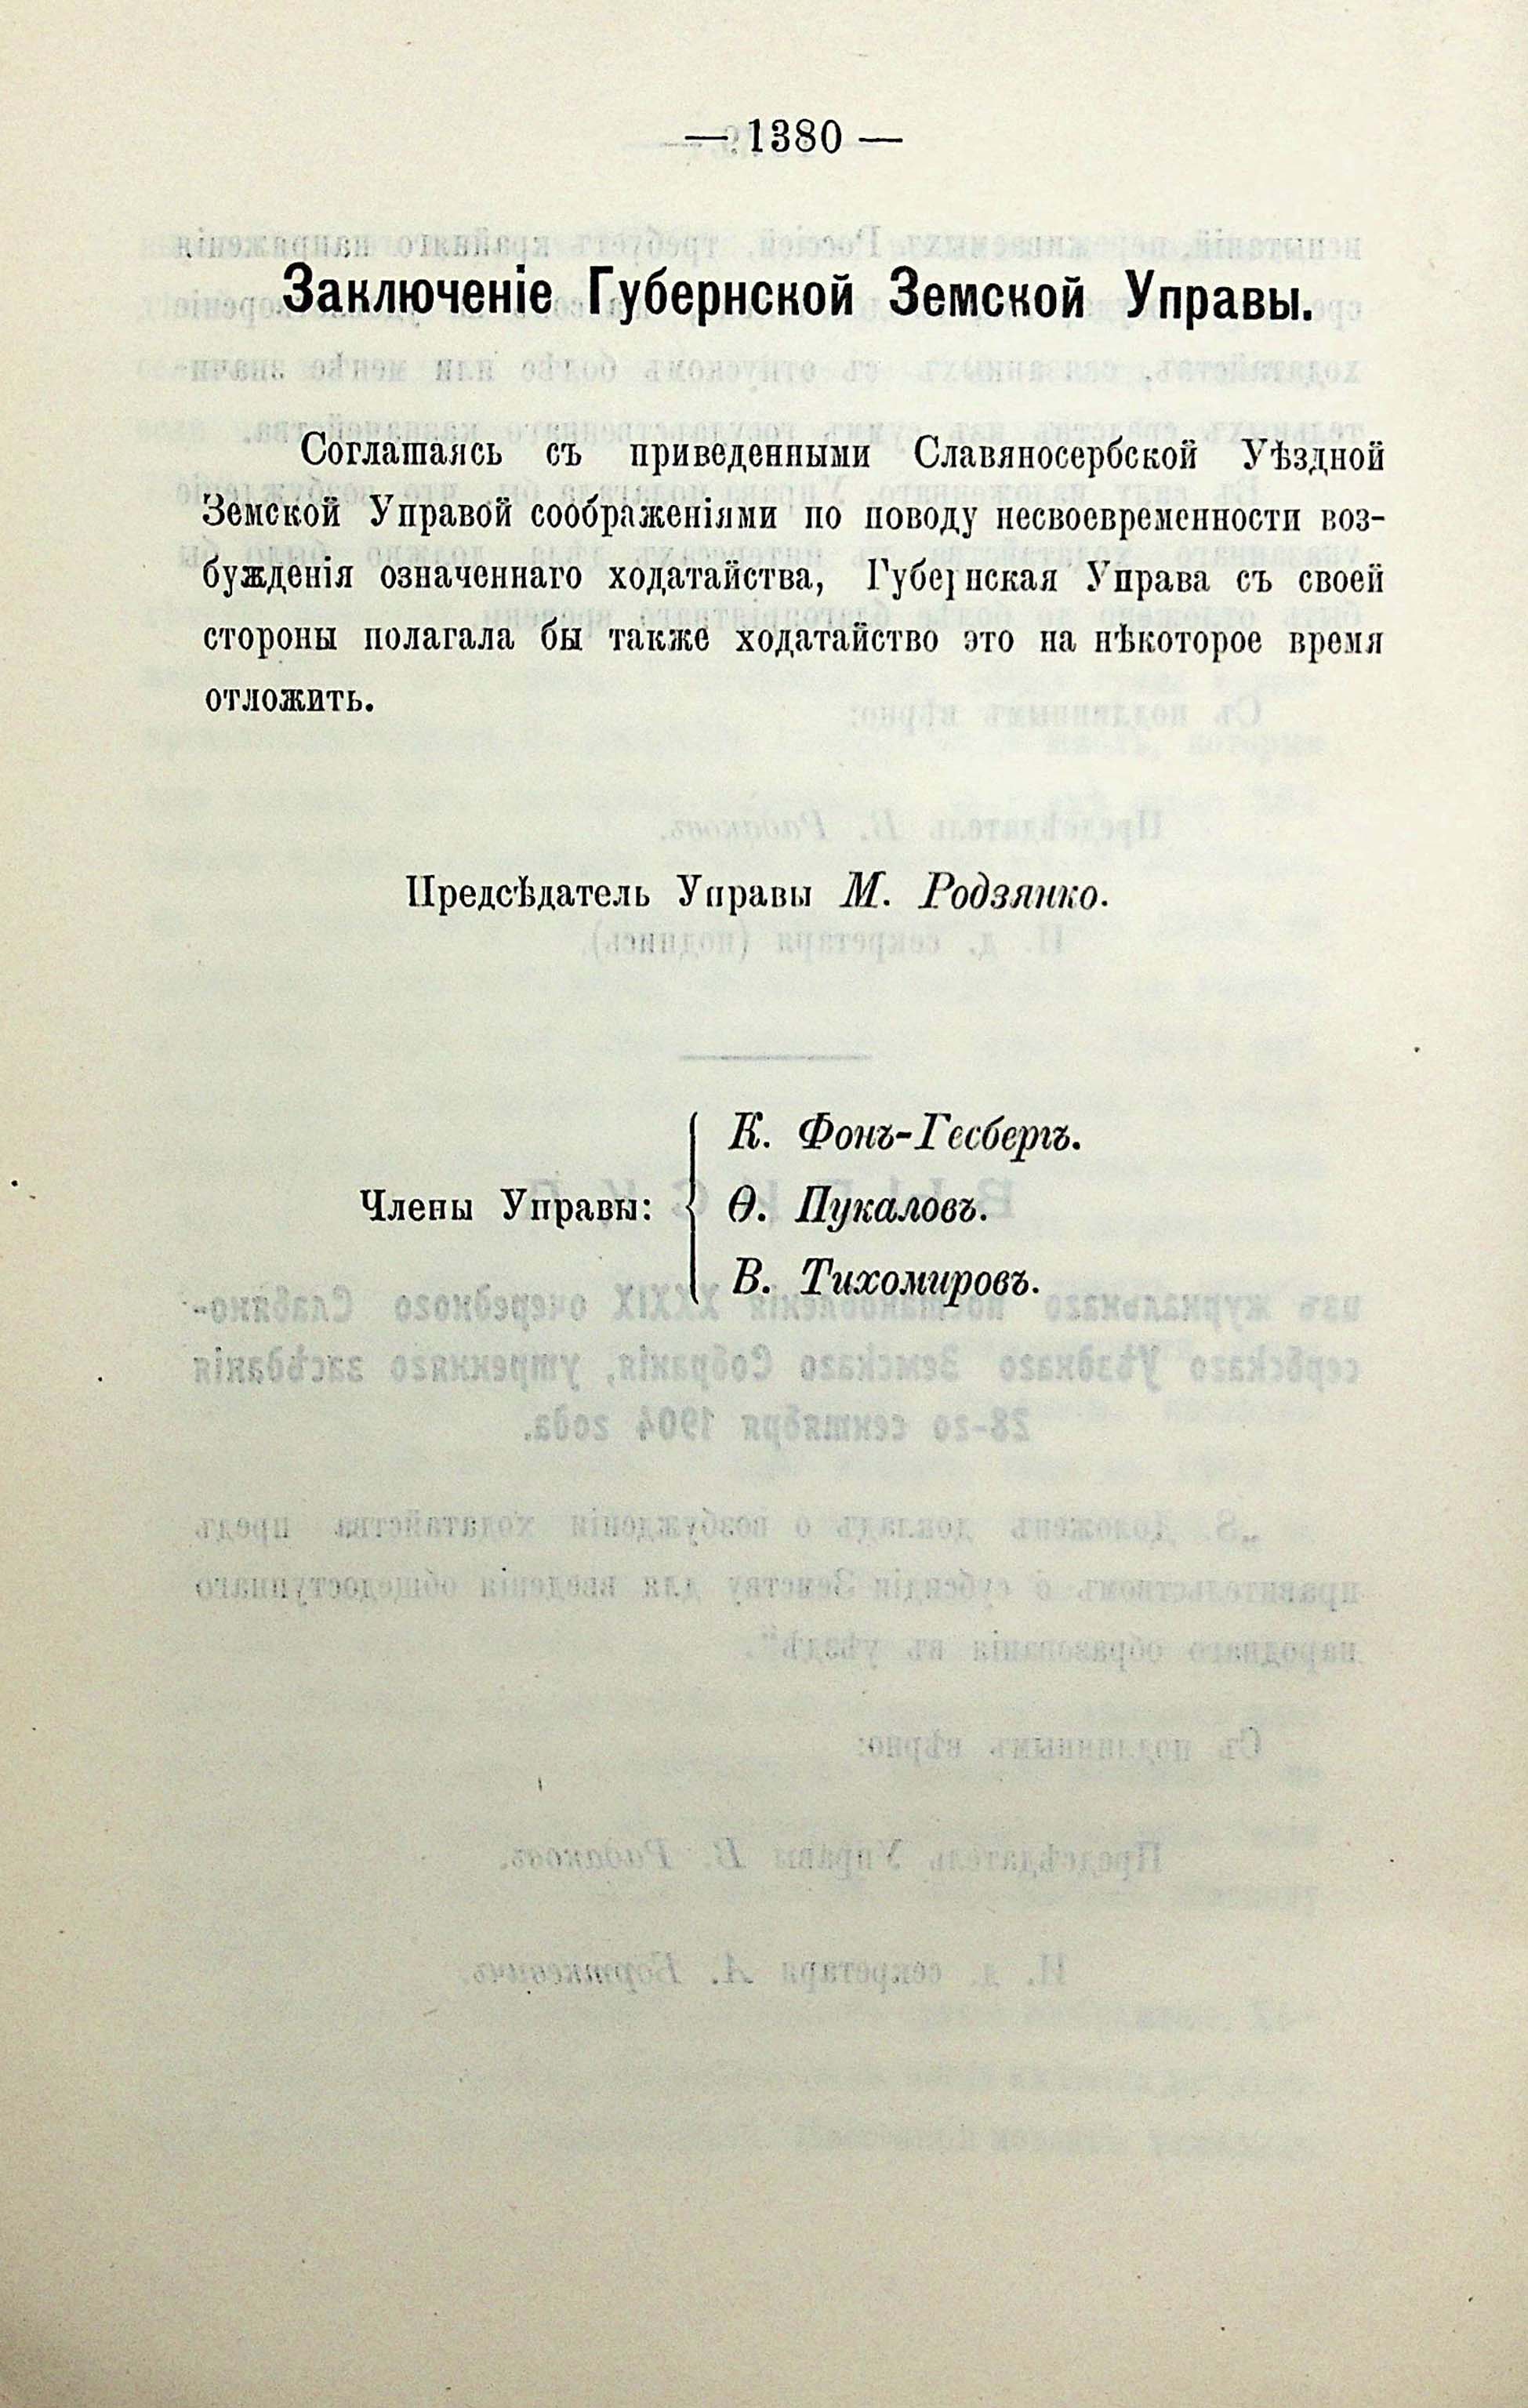 — 1380 —
Заключеніе Губернской Земской Управы.
Соглашаясь съ приведенными Славяносербской Уѣздной
Земской Управой соображеніями по поводу несвоевременности воз-
бужденія означеннаго ходатайства, Губернская Управа съ своей
стороны полагала бы также ходатайство это на нѣкоторое время
отложить.
Предсѣдатель Управы М. Родзянко.
Члены Управы:
К. Фонъ-Гесбергъ.
Ѳ. Пукаловъ.
В. Тихомировъ.